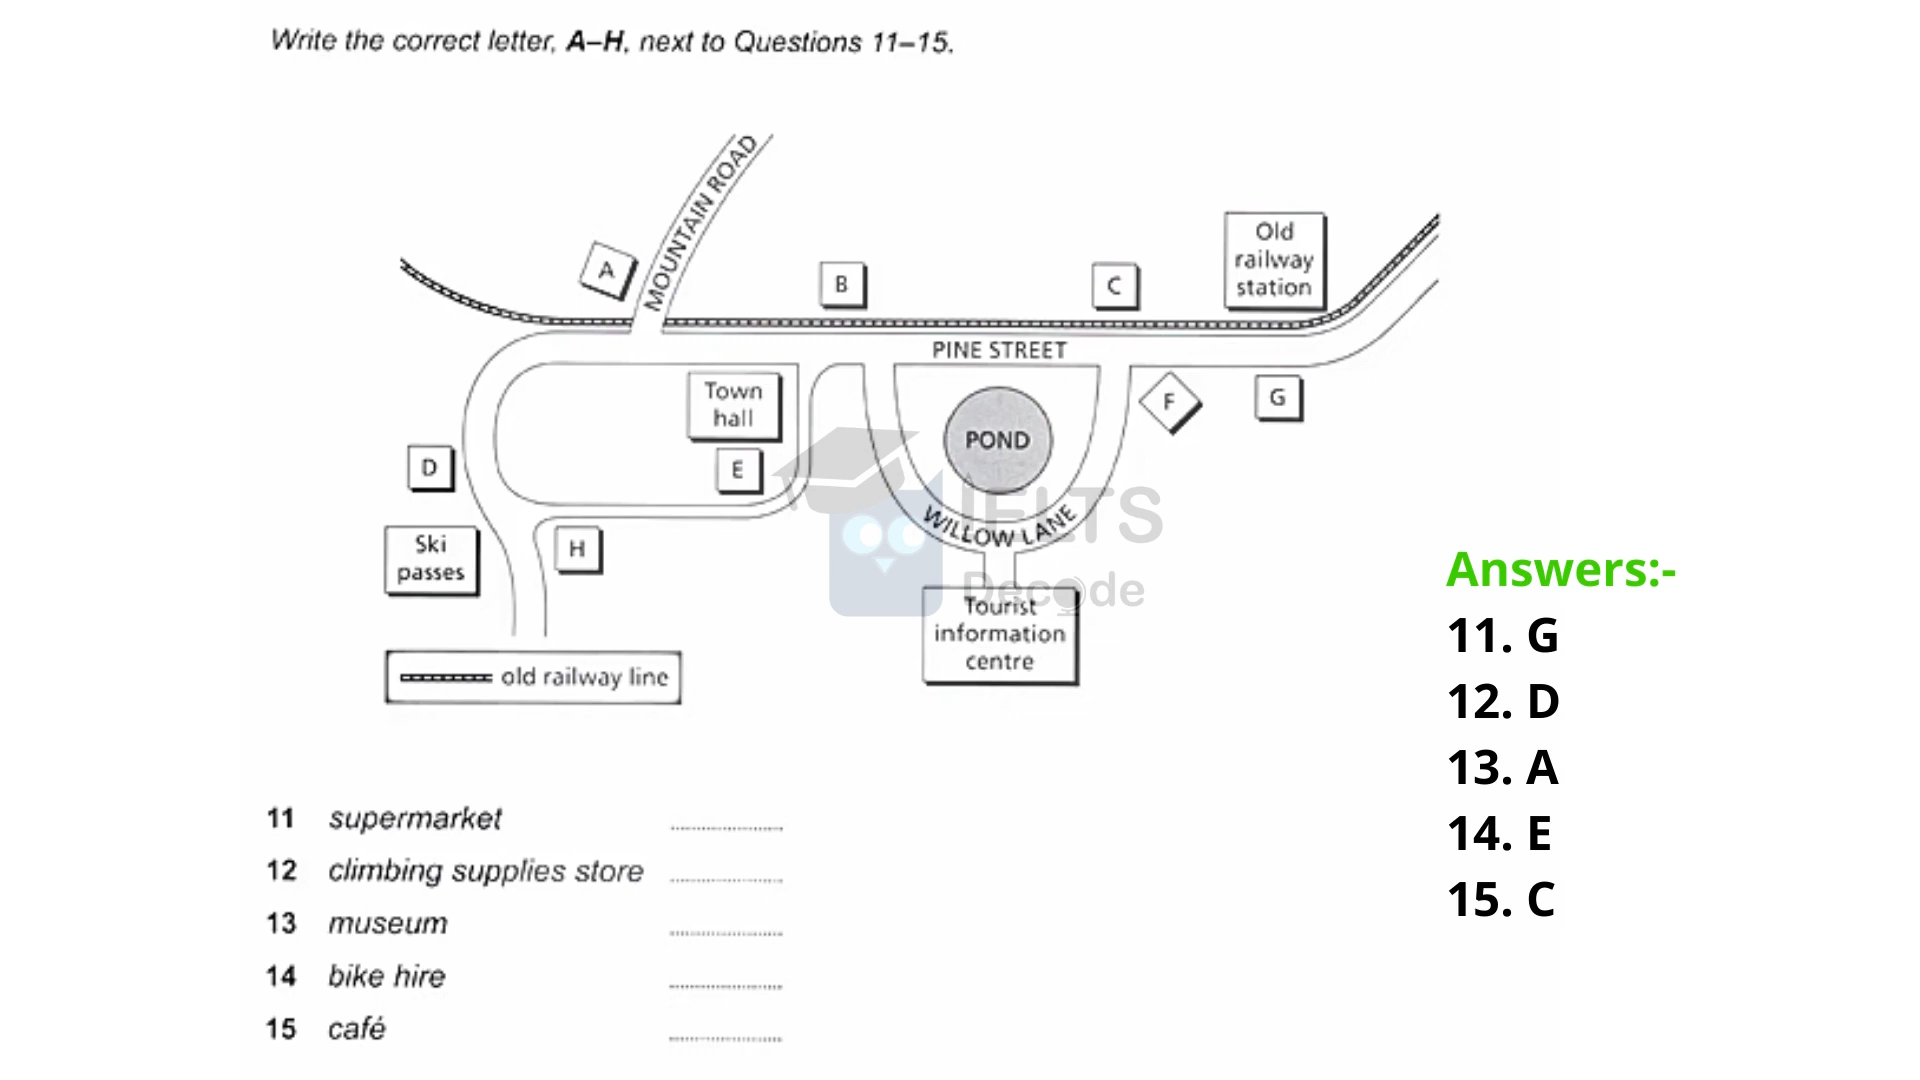 Write the correct letter, A–H, next to Questions 11–15.
MOUNTAIN ROAD
A
B
C
Old
railway
station
PINE STREET
Town
hall
E
POND
F
G
D
WILLOW LANE
IELTS
Decode
Ski
passes
H
Tourist
information
centre
old railway line
Answers:-
11. G
12. D
13. A
14. E
15. C
11 supermarket ....................
12 climbing supplies store ....................
13 museum ....................
14 bike hire ....................
15 café ....................